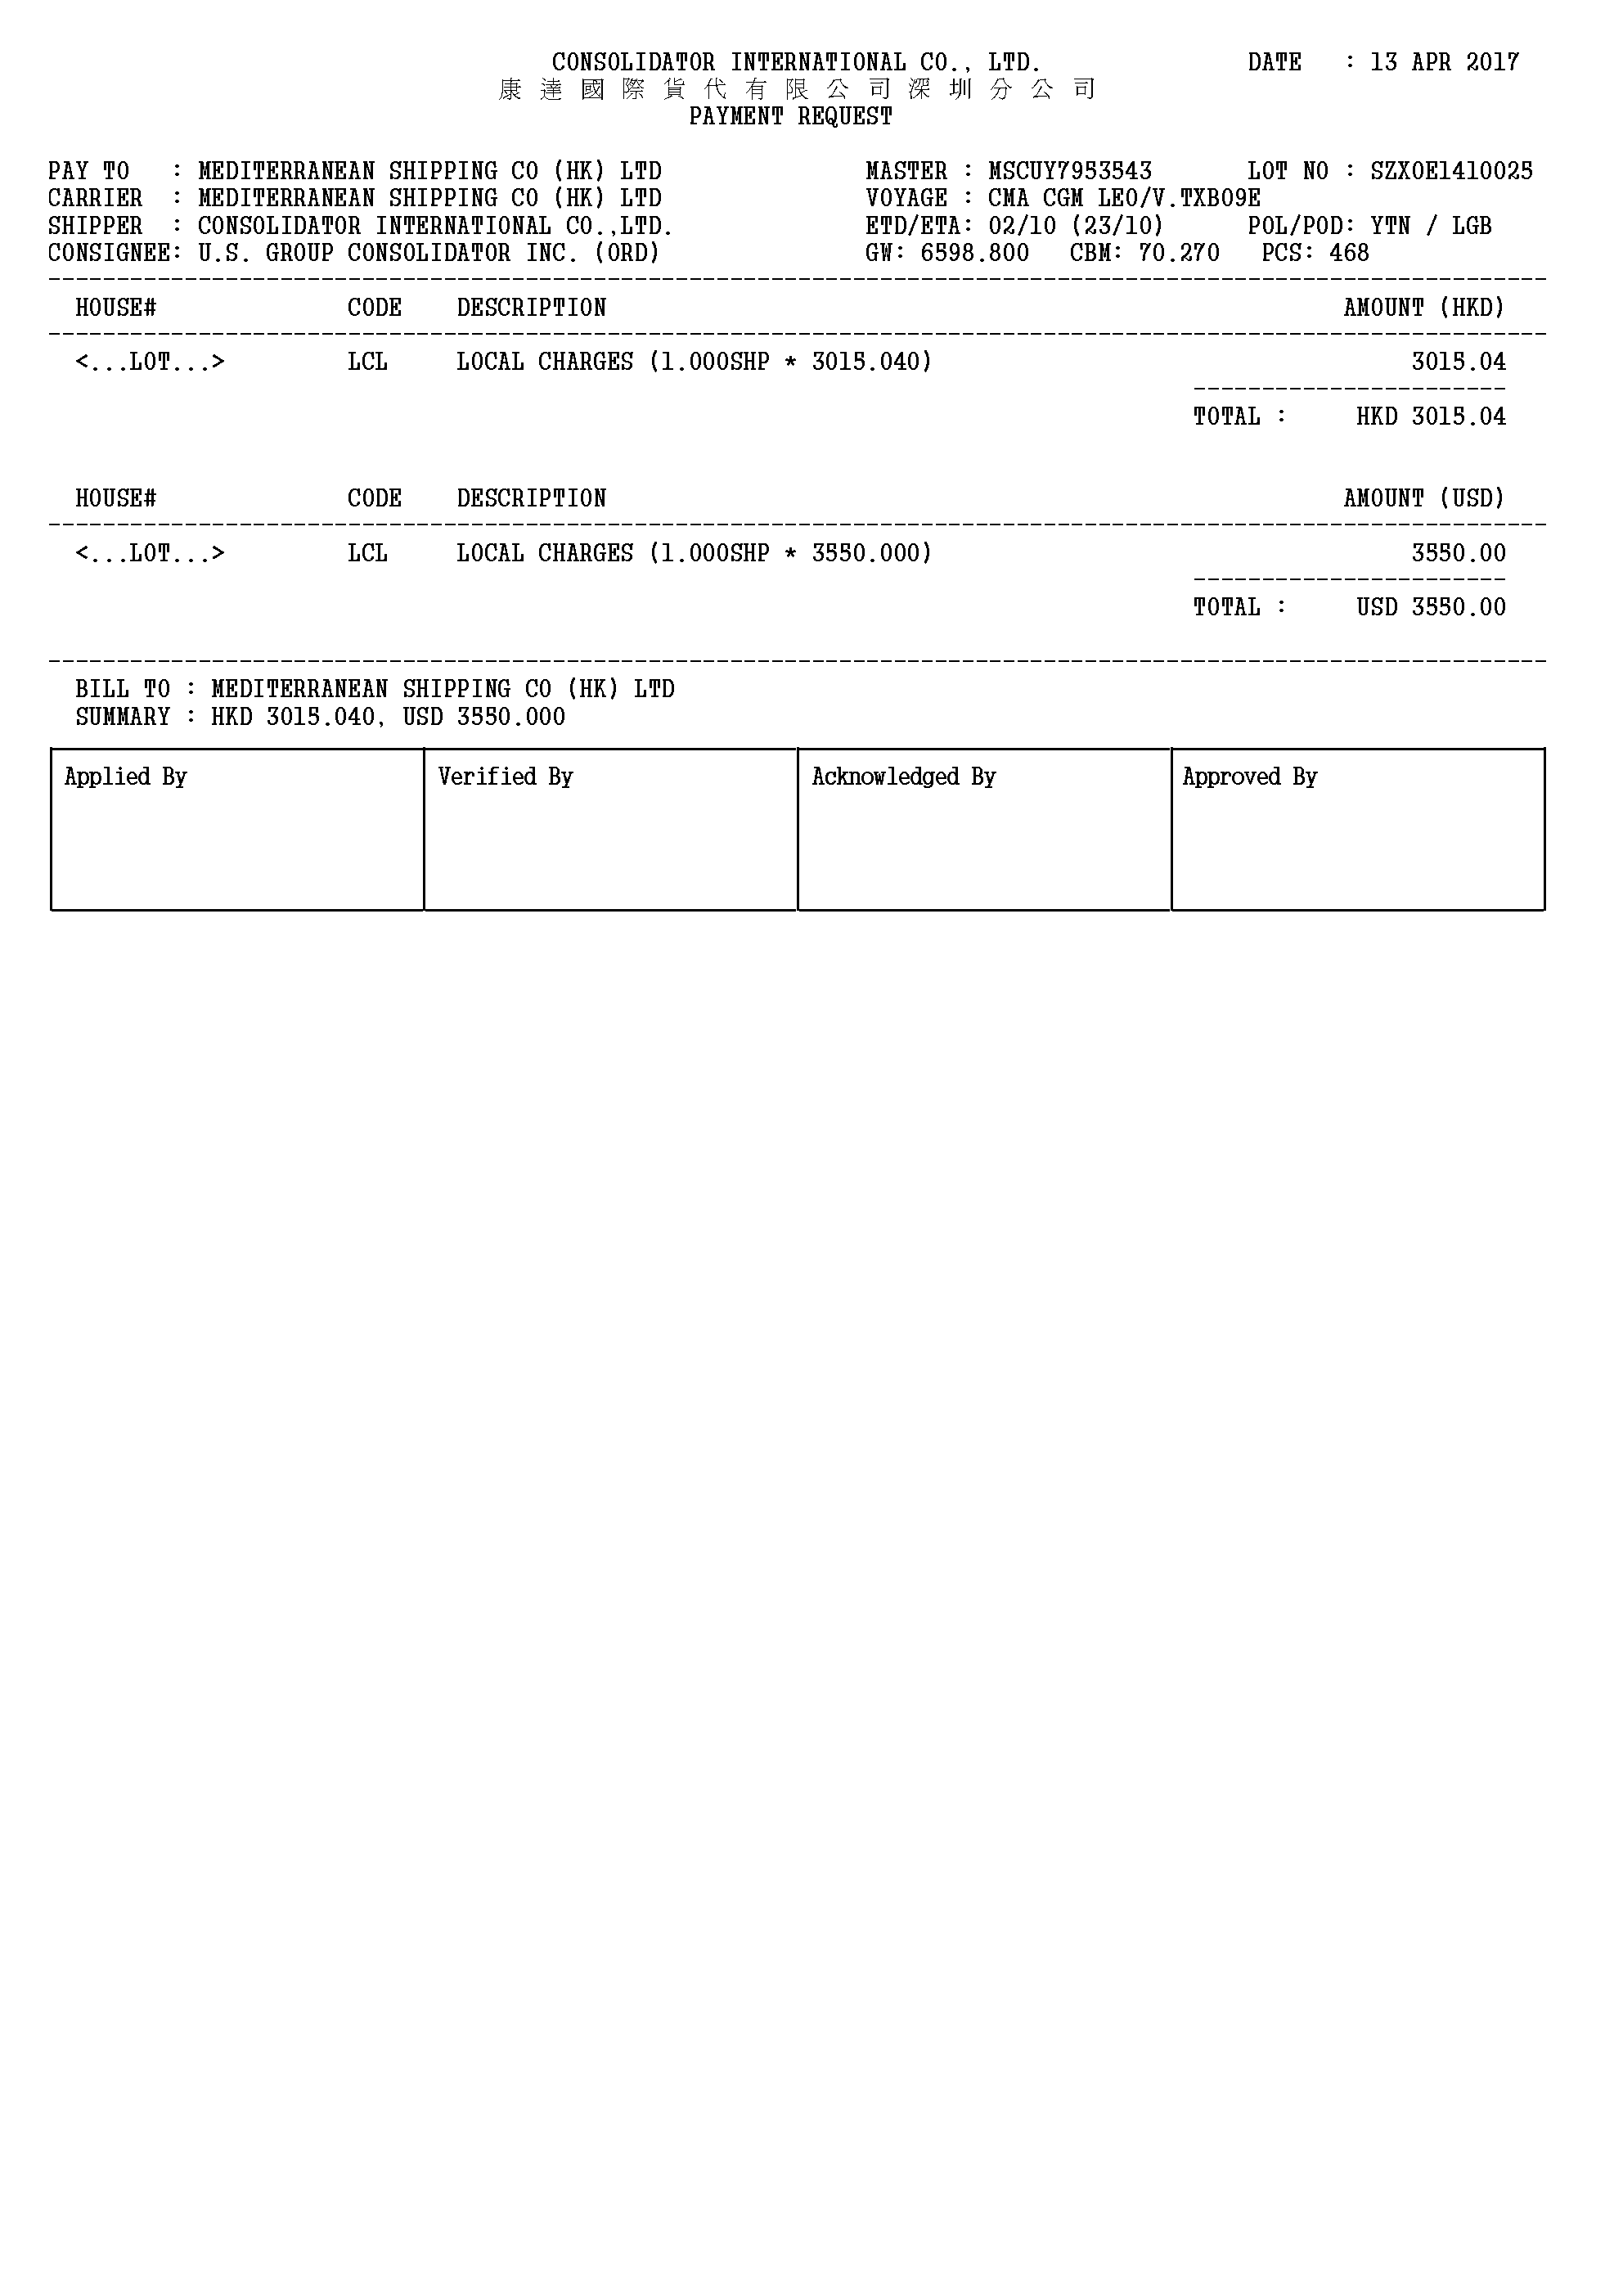 CONSOLIDATOR INTERNATIONAL CO., LTD. DATE : 13 APR 2017
康達國際貨代有限公司深圳分公司
PAYMENT REQUEST
PAY TO : MEDITERRANEAN SHIPPING CO (HK) LTD MASTER : MSCUY7953543 LOT NO : SZXOE1410025
CARRIER : MEDITERRANEAN SHIPPING CO (HK) LTD VOYAGE : CMA CGM LEO/V.TXB09E
SHIPPER : CONSOLIDATOR INTERNATIONAL CO.,LTD. ETD/ETA: 02/10 (23/10) POL/POD: YTN / LGB
CONSIGNEE: U.S. GROUP CONSOLIDATOR INC. (ORD) GW: 6598.800 CBM: 70.270 PCS: 468
HOUSE# CODE DESCRIPTION AMOUNT (HKD)
<...LOT...> LCL LOCAL CHARGES (1.000SHP * 3015.040) 3015.04
TOTAL : HKD 3015.04
HOUSE# CODE DESCRIPTION AMOUNT (USD)
<...LOT...> LCL LOCAL CHARGES (1.000SHP * 3550.000) 3550.00
TOTAL : USD 3550.00
BILL TO : MEDITERRANEAN SHIPPING CO (HK) LTD
SUMMARY : HKD 3015.040, USD 3550.000
Applied By Verified By Acknowledged By Approved By